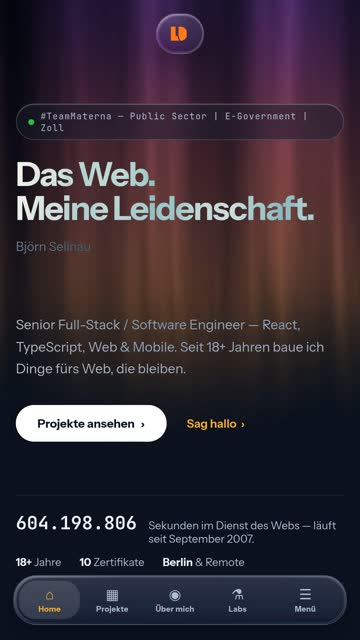 #TeamMaterna — Public Sector | E-Government |
Zoll
Das Web.
Meine Leidenschaft.
Björn Sellnau
Senior Full-Stack / Software Engineer — React,
TypeScript, Web & Mobile. Seit 18+ Jahren baue ich
Dinge fürs Web, die bleiben.
Projekte ansehen ›
Sag hallo ›
604.198.806 Sekunden im Dienst des Webs — läuft
seit September 2007.
18+ Jahre 10 Zertifikate Berlin & Remote
Home Projekte Über mich Labs Menü